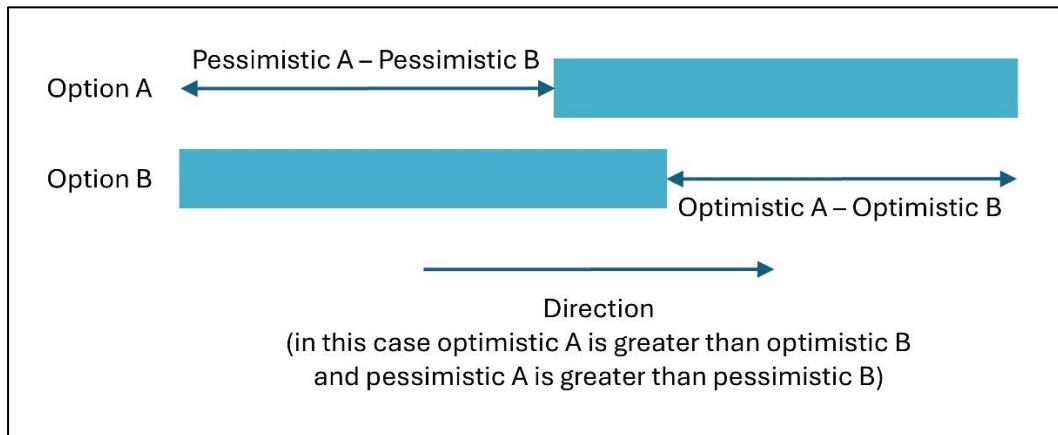 Pessimistic A – Pessimistic B
Option A
Option B
Optimistic A – Optimistic B
Direction
(in this case optimistic A is greater than optimistic B
and pessimistic A is greater than pessimistic B)